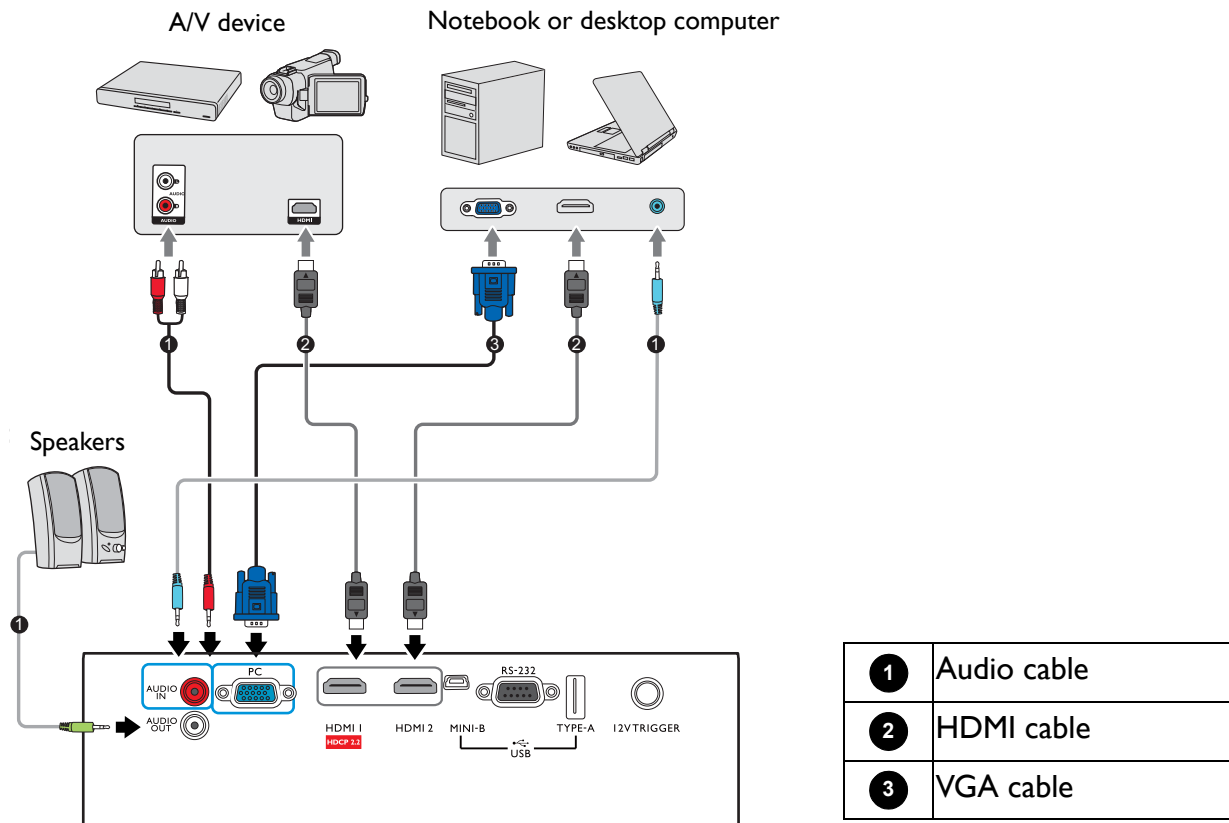 A/V device
Notebook or desktop computer
AUDIO
AUDIO
HDMI
1
2
3
2
1
Speakers
1
AUDIO IN
PC
RS-232
AUDIO OUT
HDMI 1
HDMI 2
MINI-B
TYPE-A
12V TRIGGER
HDCP 2.2
USB
1 Audio cable
2 HDMI cable
3 VGA cable